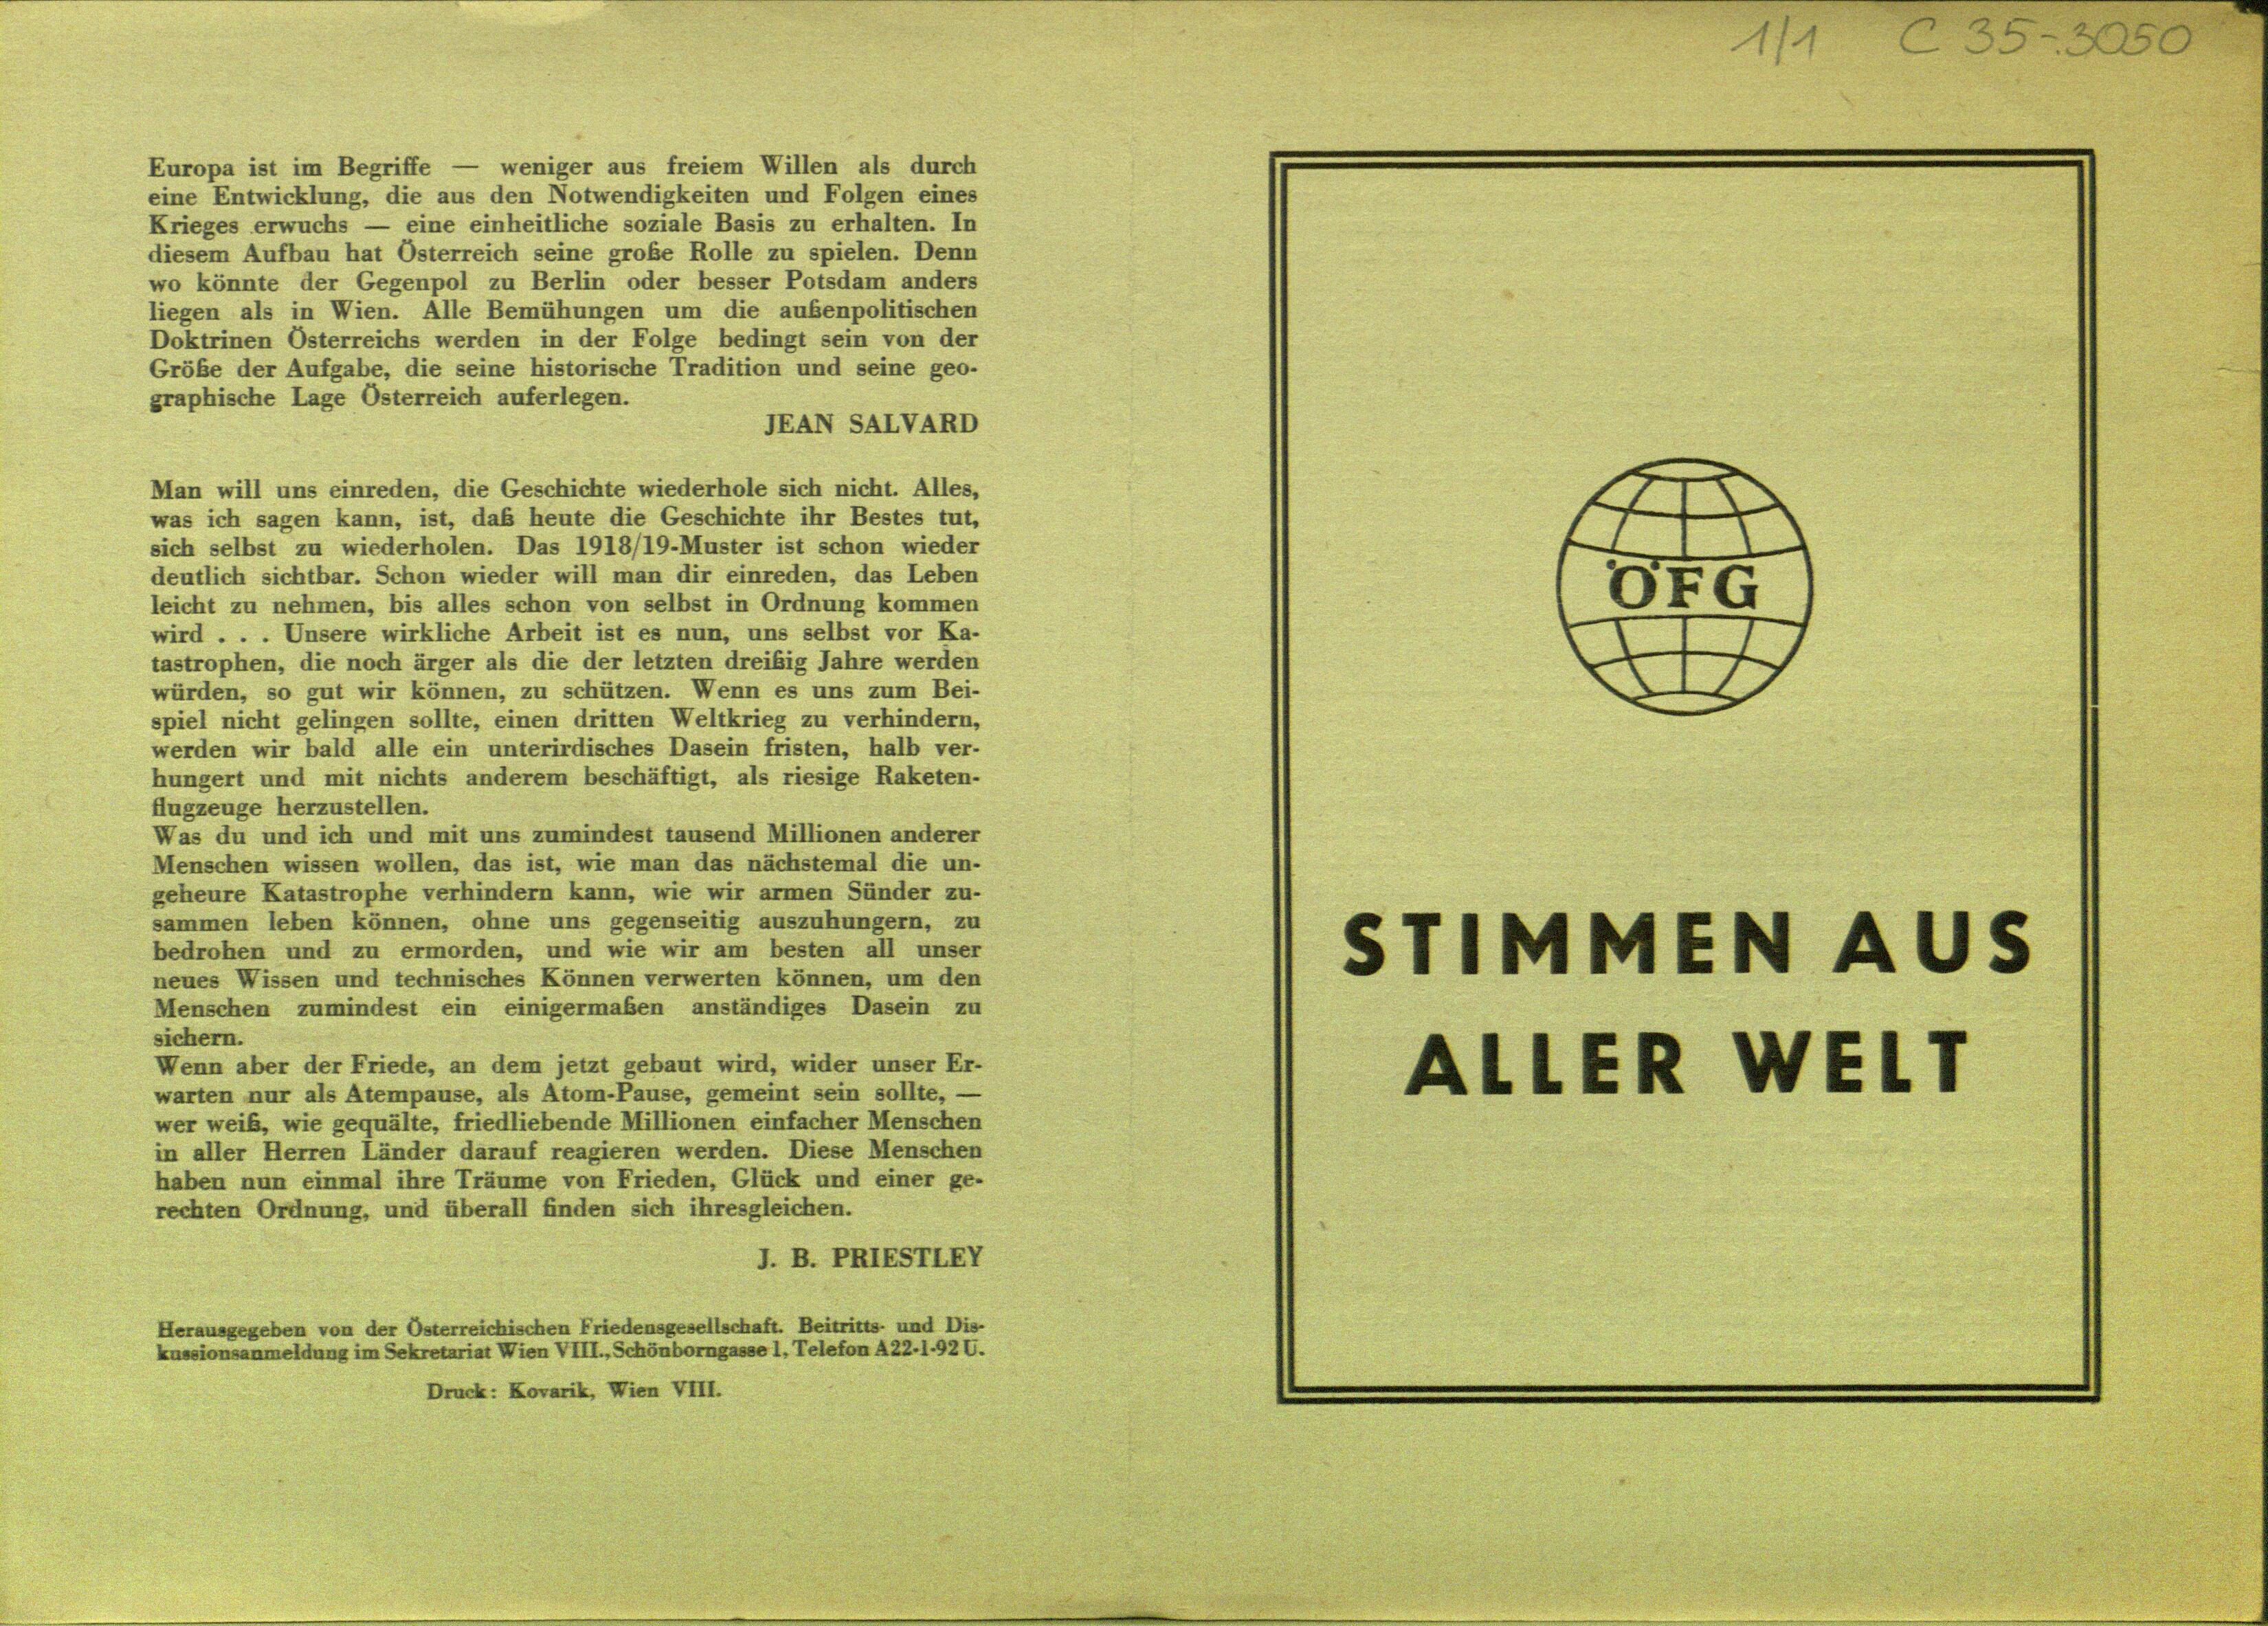 Europa ist im Begriffe — weniger aus freiem Willen als durch
eine Entwicklung, die aus den Notwendigkeiten und Folgen eines
Krieges erwuchs — eine einheitliche soziale Basis zu erhalten. In
diesem Aufbau hat Österreich seine große Rolle zu spielen. Denn
wo könnte der Gegenpol zu Berlin oder besser Potsdam anders
liegen als in Wien. Alle Bemühungen um die außenpolitischen
Doktrinen Österreichs werden in der Folge bedingt sein von der
Größe der Aufgabe, die seine historische Tradition und seine geo-
graphische Lage Österreich auferlegen.
JEAN SALVARD
Man will uns einreden, die Geschichte wiederhole sich nicht. Alles,
was ich sagen kann, ist, daß heute die Geschichte ihr Bestes tut,
sich selbst zu wiederholen. Das 1918/19-Muster ist schon wieder
deutlich sichtbar. Schon wieder will man dir einreden, das Leben
leicht zu nehmen, bis alles schon von selbst in Ordnung kommen
wird . . . Unsere wirkliche Arbeit ist es nun, uns selbst vor Ka-
tastrophen, die noch ärger als die der letzten dreißig Jahre werden
würden, so gut wir können, zu schützen. Wenn es uns zum Bei-
spiel nicht gelingen sollte, einen dritten Weltkrieg zu verhindern,
werden wir bald alle ein unterirdisches Dasein fristen, halb ver-
hungert und mit nichts anderem beschäftigt, als riesige Raketen-
flugzeuge herzustellen.
Was du und ich und mit uns zumindest tausend Millionen anderer
Menschen wissen wollen, das ist, wie man das nächstemal die un-
geheure Katastrophe verhindern kann, wie wir armen Sünder zu-
sammen leben können, ohne uns gegenseitig auszuhungern, zu
bedrohen und zu ermorden, und wie wir am besten all unser
neues Wissen und technisches Können verwerten können, um den
Menschen zumindest ein einigermaßen anständiges Dasein zu
sichern.
Wenn aber der Friede, an dem jetzt gebaut wird, wider unser Er-
warten nur als Atempause, als Atom-Pause, gemeint sein sollte, —
wer weiß, wie gequälte, friedliebende Millionen einfacher Menschen
in aller Herren Länder darauf reagieren werden. Diese Menschen
haben nun einmal ihre Träume von Frieden, Glück und einer ge-
rechten Ordnung, und überall finden sich ihresgleichen.
J. B. PRIESTLEY
Herausgegeben von der Österreichischen Friedensgesellschaft. Beitritts- und Dis-
kussionsanmeldung im Sekretariat Wien VIII., Schönborngasse 1, Telefon A 22-1-92 U.
Druck: Kovarik, Wien VIII.
1/1 C 35-3050
ÖFG
STIMMEN AUS
ALLER WELT